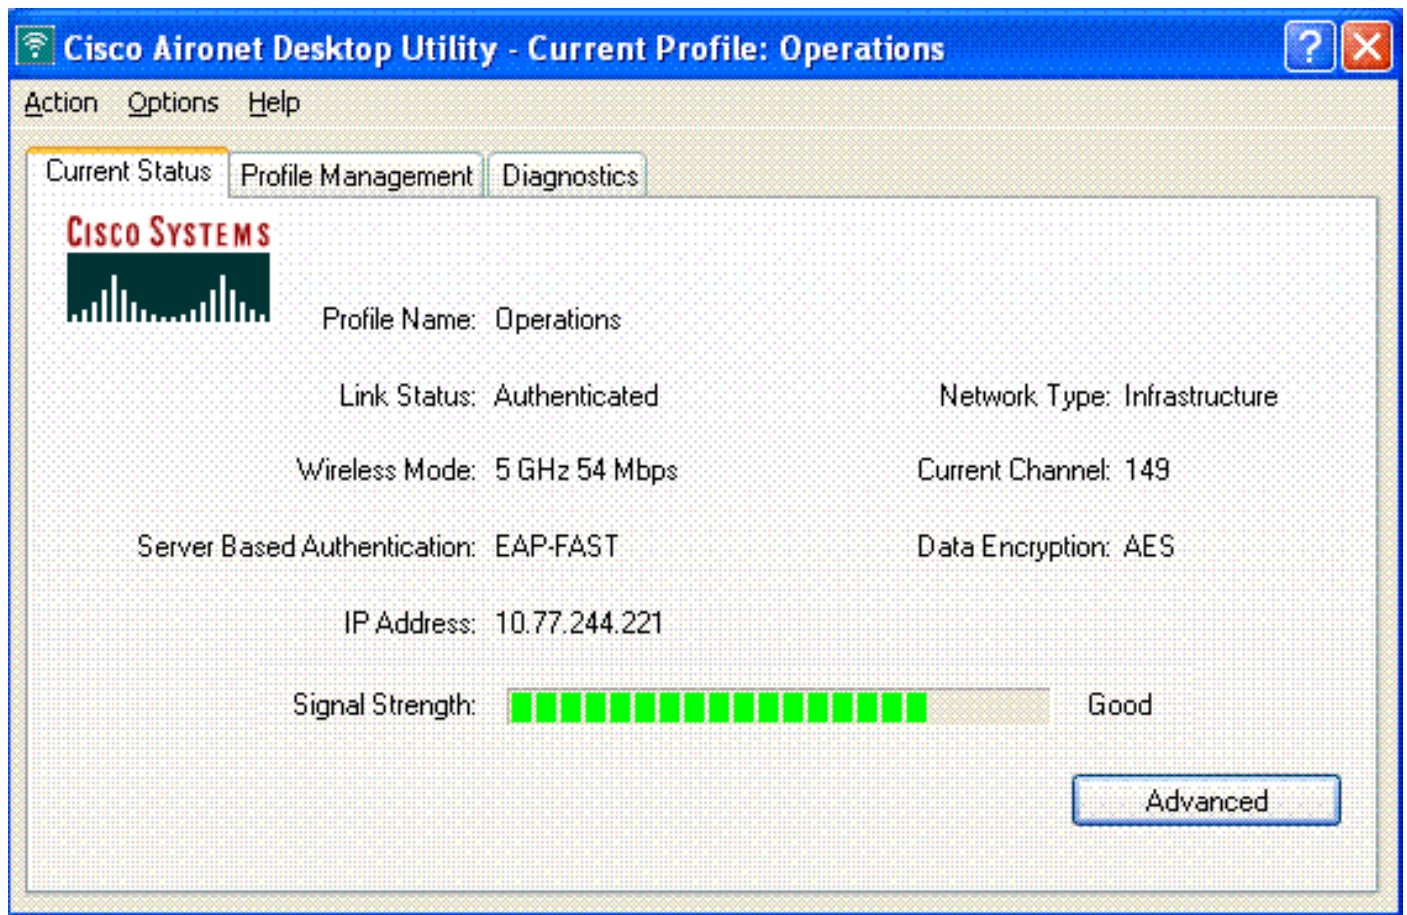 Cisco Aironet Desktop Utility - Current Profile: Operations ?
Action Options Help
Current Status Profile Management Diagnostics
CISCO SYSTEMS
Profile Name: Operations
Link Status: Authenticated Network Type: Infrastructure
Wireless Mode: 5 GHz 54 Mbps Current Channel: 149
Server Based Authentication: EAP-FAST Data Encryption: AES
IP Address: 10.77.244.221
Signal Strength: Good
Advanced